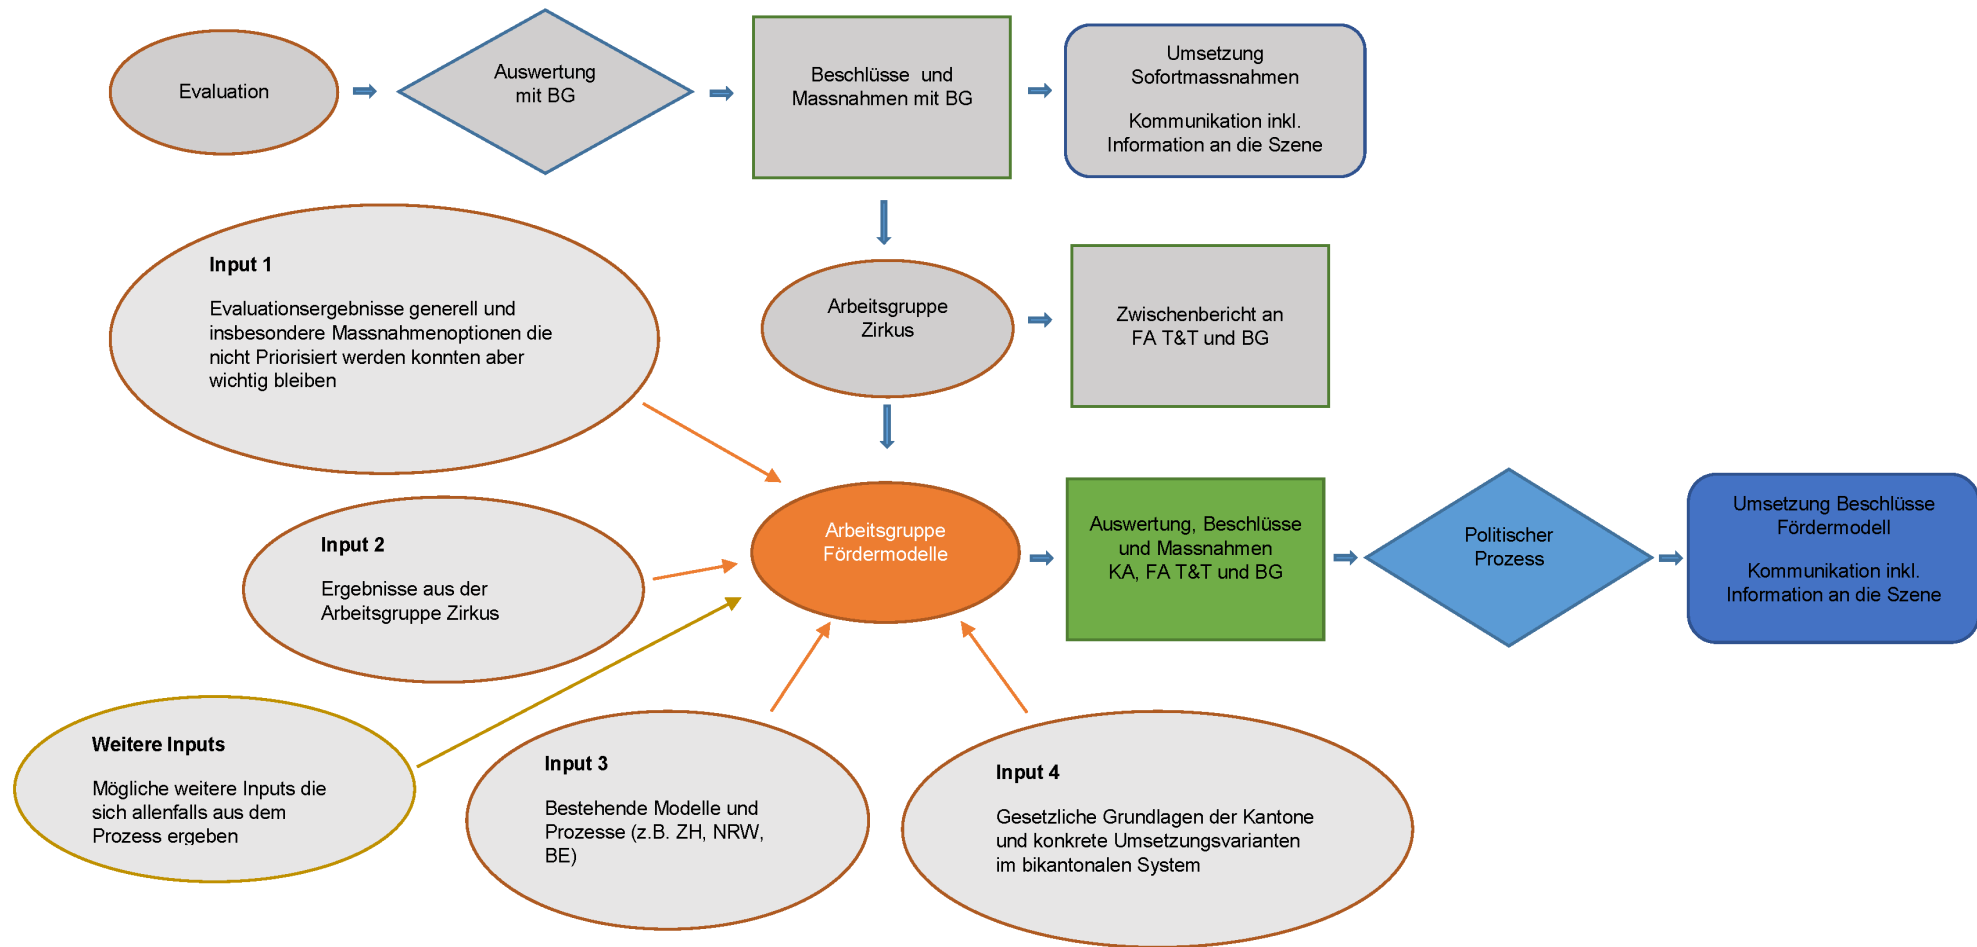 Evaluation
Auswertung
mit BG
Beschlüsse und
Massnahmen mit BG
Umsetzung
Sofortmassnahmen
Kommunikation inkl.
Information an die Szene
Input 1
Evaluationsergebnisse generell und
insbesondere Massnahmenoptionen die
nicht Priorisiert werden konnten aber
wichtig bleiben
Arbeitsgruppe
Zirkus
Zwischenbericht an
FA T&T und BG
Input 2
Ergebnisse aus der
Arbeitsgruppe Zirkus
Arbeitsgruppe
Fördermodelle
Auswertung, Beschlüsse
und Massnahmen
KA, FA T&T und BG
Politischer
Prozess
Umsetzung Beschlüsse
Fördermodell
Kommunikation inkl.
Information an die Szene
Weitere Inputs
Mögliche weitere Inputs die
sich allenfalls aus dem
Prozess ergeben
Input 3
Bestehende Modelle und
Prozesse (z.B. ZH, NRW,
BE)
Input 4
Gesetzliche Grundlagen der Kantone
und konkrete Umsetzungsvarianten
im bikantonalen System